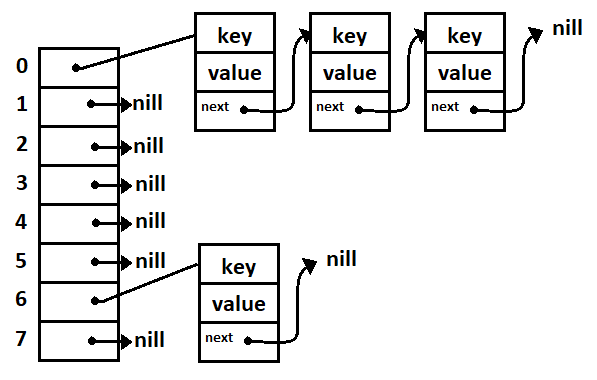 key key key nill
0 value value value
next next next
1 nill
2 nill
3 nill
4 nill
5 nill key nill
6 value
7 nill next